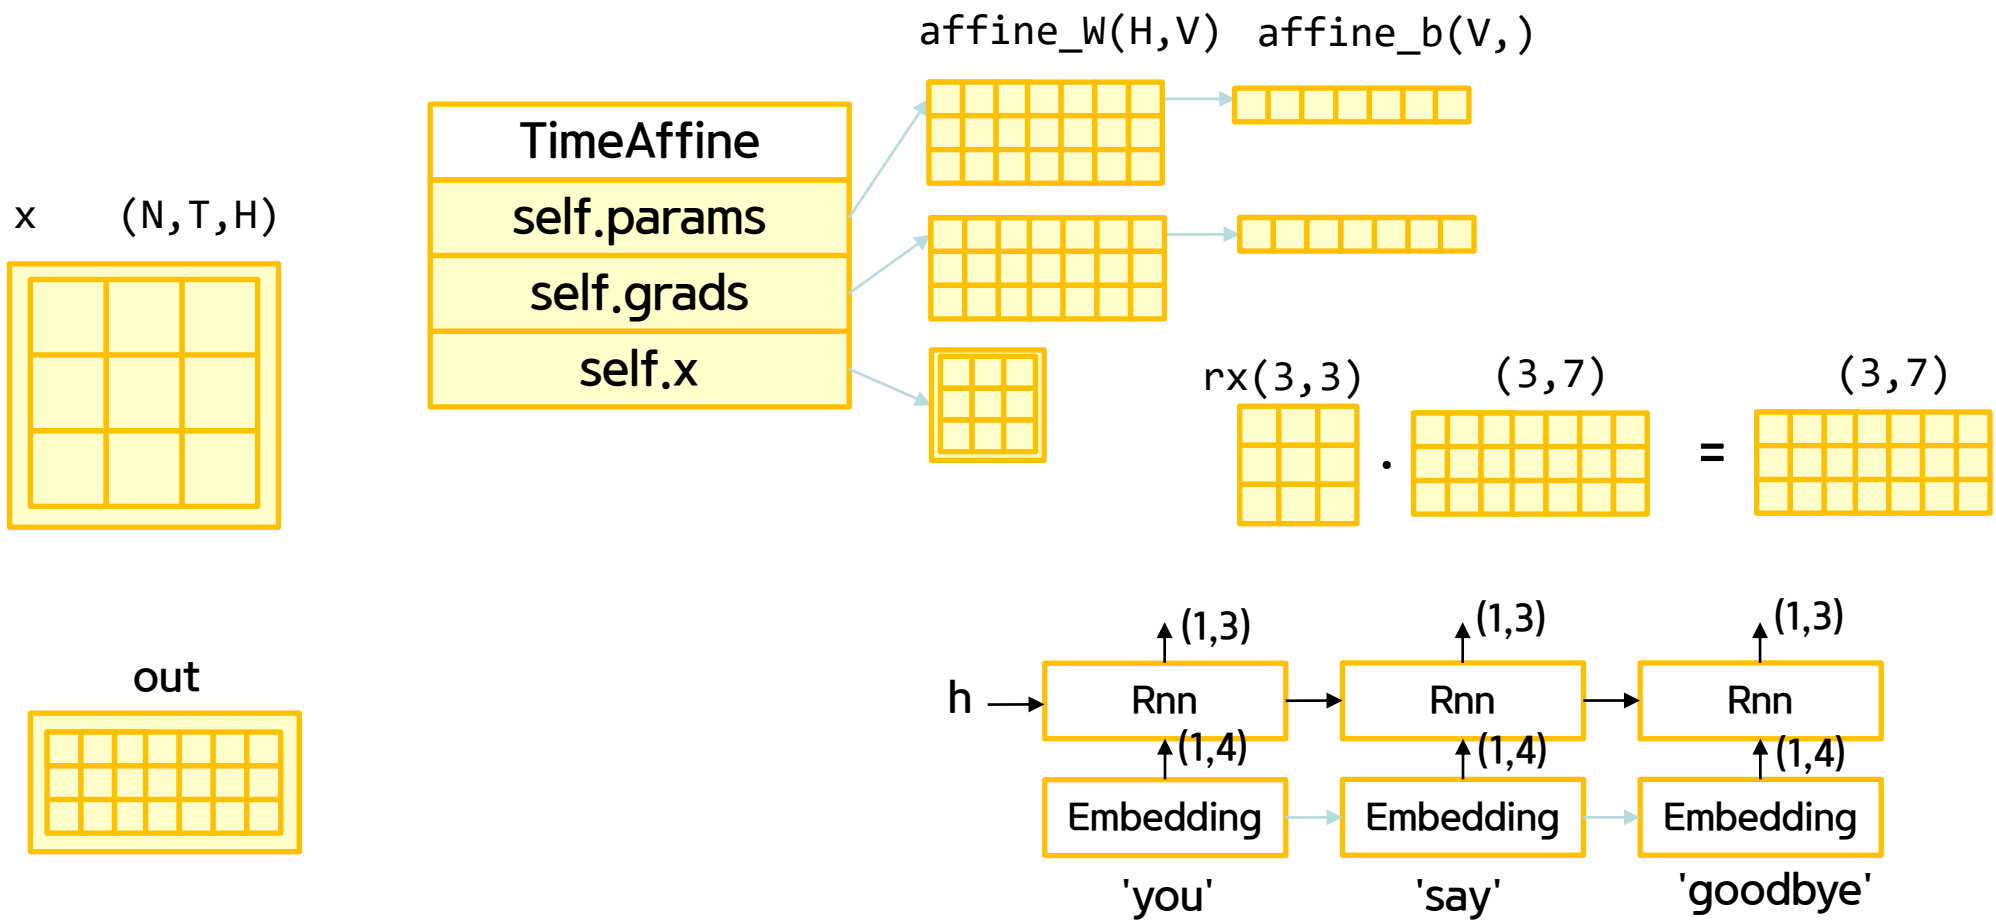 affine_W(H,V) affine_b(V,)
TimeAffine
self.params
self.grads
self.x
x (N,T,H)
rx(3,3) (3,7) (3,7)
. =
out
(1,3) (1,3) (1,3)
h Rnn Rnn Rnn
(1,4) (1,4) (1,4)
Embedding Embedding Embedding
'you' 'say' 'goodbye'